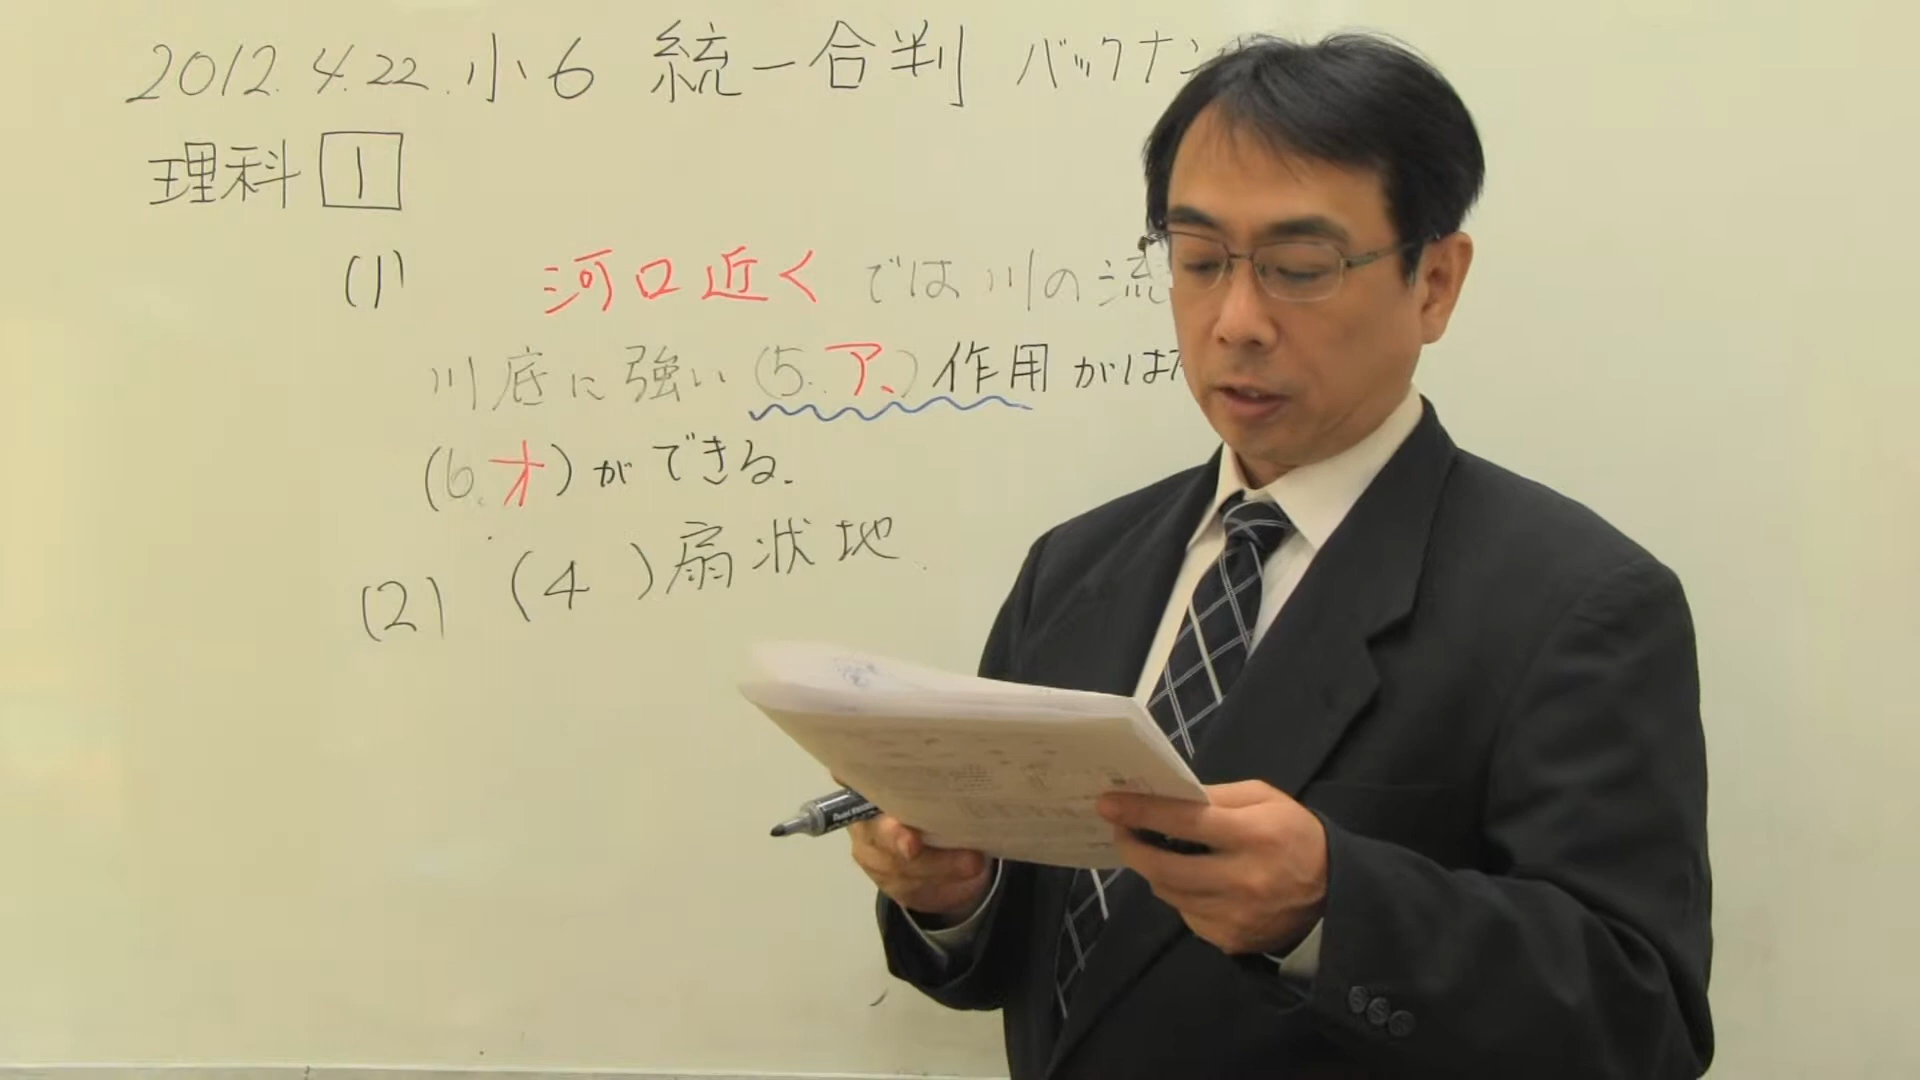 2012.4.22.小6 統一合判 バックナン
理科 1
(1) 河口近くでは川の流
川底に強い(5.ア.)作用がは
(6.オ)ができる.
(2) (4 )扇状地.